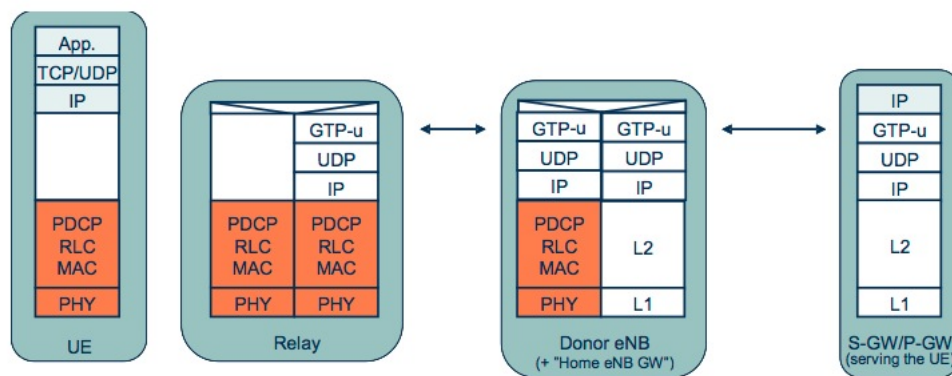 App.
TCP/UDP
IP
PDCP
RLC
MAC
PHY
UE
GTP-u
UDP
IP
PDCP
RLC
MAC
PHY
PDCP
RLC
MAC
PHY
Relay
GTP-u
UDP
IP
PDCP
RLC
MAC
PHY
GTP-u
UDP
IP
L2
L1
Donor eNB
(+ "Home eNB GW")
IP
GTP-u
UDP
IP
L2
L1
S-GW/P-GW
(serving the UE)